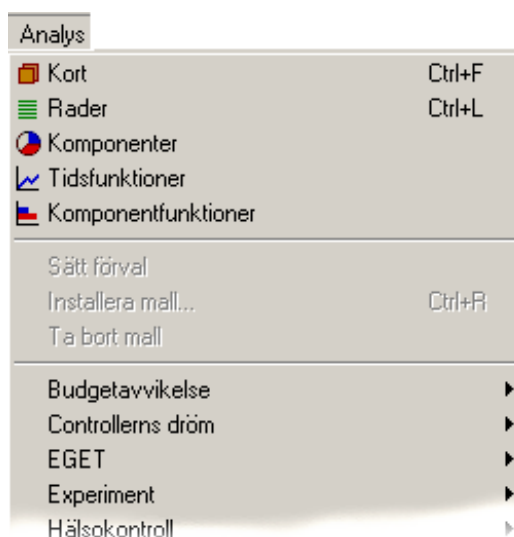 Analys
Kort Ctrl+F
Rader Ctrl+L
Komponenter
Tidsfunktioner
Komponentfunktioner
Sätt förval
Installera mall... Ctrl+R
Ta bort mall
Budgetavvikelse
Controllerns dröm
EGET
Experiment
Hälsokontroll